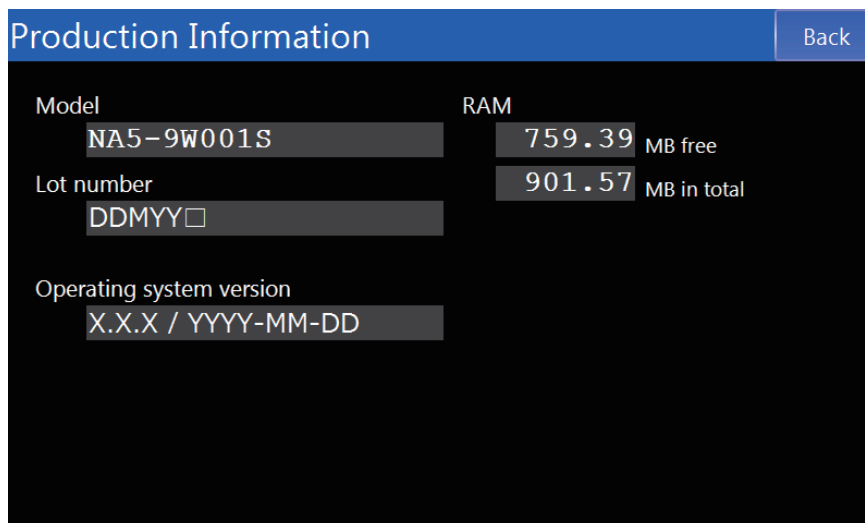 Production Information
Back
Model
NA5-9W001S
Lot number
DDMYY□
Operating system version
X.X.X / YYYY-MM-DD
RAM
759.39 MB free
901.57 MB in total